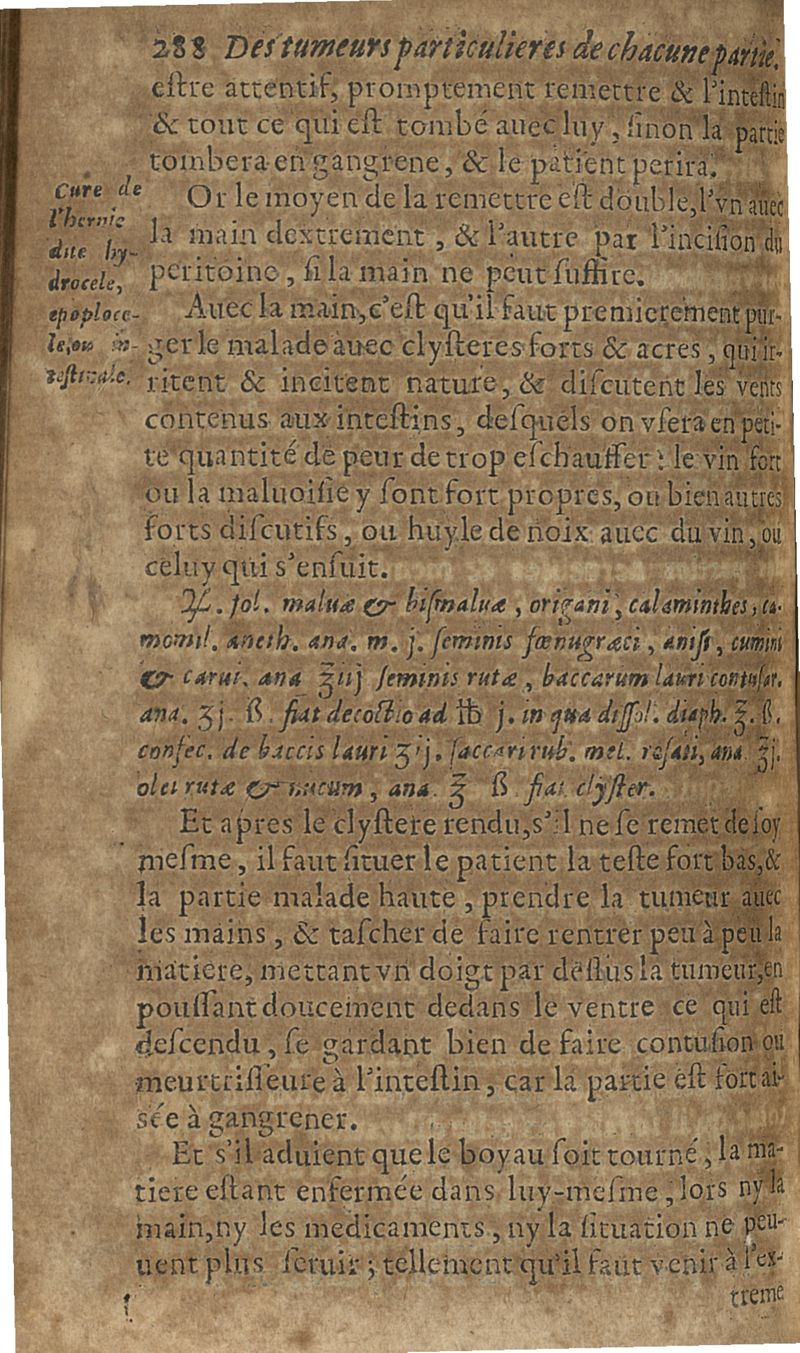 288 Des tumeurs particulieres de chacune partie.
estre attentif, promptement remettre & l'intestin
& tout ce qui est tombé auec luy, sinon la partie
tombera en gangrene, & le patient perira.
Cure de
l'hernie
dite hy-
drocele,
epoploce-
le, ou in-
testinale.
Or le moyen de la remettre est double, l'vn auec
la main dextrement, & l'autre par l'incision du
peritoine, si la main ne peut suffire.
Auec la main, c'est qu'il faut premierement pur-
ger le malade auec clysteres forts & acres, qui ir-
ritent & incitent nature, & discutent les vents
contenus aux intestins, desquels on vsera en peti-
te quantité de peur de trop eschauffer : le vin fort
ou la maluoisie y sont fort propres, ou bien autres
forts discutifs, ou huyle de noix auec du vin, ou
celuy qui s'ensuit.
℞. fol. maluæ & bismaluæ, origani, calaminthes, ca-
momil. aneth. ana. m. j. seminis fœnugræci, anisi, cumini
& carui. ana ʒiij seminis rutæ, baccarum lauri contusar.
ana. ʒj. ß. fiat decoctio ad ℔ j. in qua dissol. diaph. ℥. ß.
confec. de baccis lauri ʒij. saccari rub. mel. rosati, ana ℥j.
olei rutæ & nucum, ana. ℥ ß fiat clyster.
Et apres le clystere rendu, s'il ne se remet de soy
mesme, il faut situer le patient la teste fort bas, &
la partie malade haute, prendre la tumeur auec
les mains, & tascher de faire rentrer peu à peu la
matiere, mettant vn doigt par dessus la tumeur, en
poussant doucement dedans le ventre ce qui est
descendu, se gardant bien de faire contusion ou
meurtrisseure à l'intestin, car la partie est fort ai-
sée à gangrener.
Et s'il aduient que le boyau soit tourné, la ma-
tiere estant enfermée dans luy-mesme, lors ny la
main, ny les medicaments, ny la situation ne peu-
uent plus seruir ; tellement qu'il faut venir à l'ex-
treme